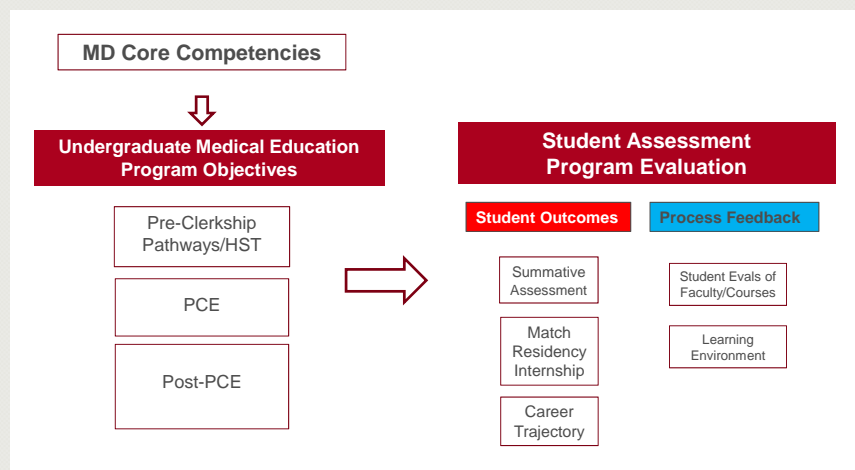 MD Core Competencies
Undergraduate Medical Education
Program Objectives
Pre-Clerkship
Pathways/HST
PCE
Post-PCE
Student Assessment
Program Evaluation
Student Outcomes
Process Feedback
Summative
Assessment
Match
Residency
Internship
Career
Trajectory
Student Evals of
Faculty/Courses
Learning
Environment